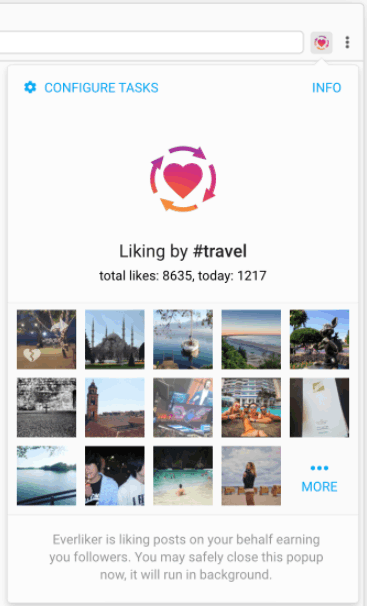 CONFIGURE TASKS INFO
Liking by #travel
total likes: 8635, today: 1217
MORE
Everliker is liking posts on your behalf earning
you followers. You may safely close this popup
now, it will run in background.